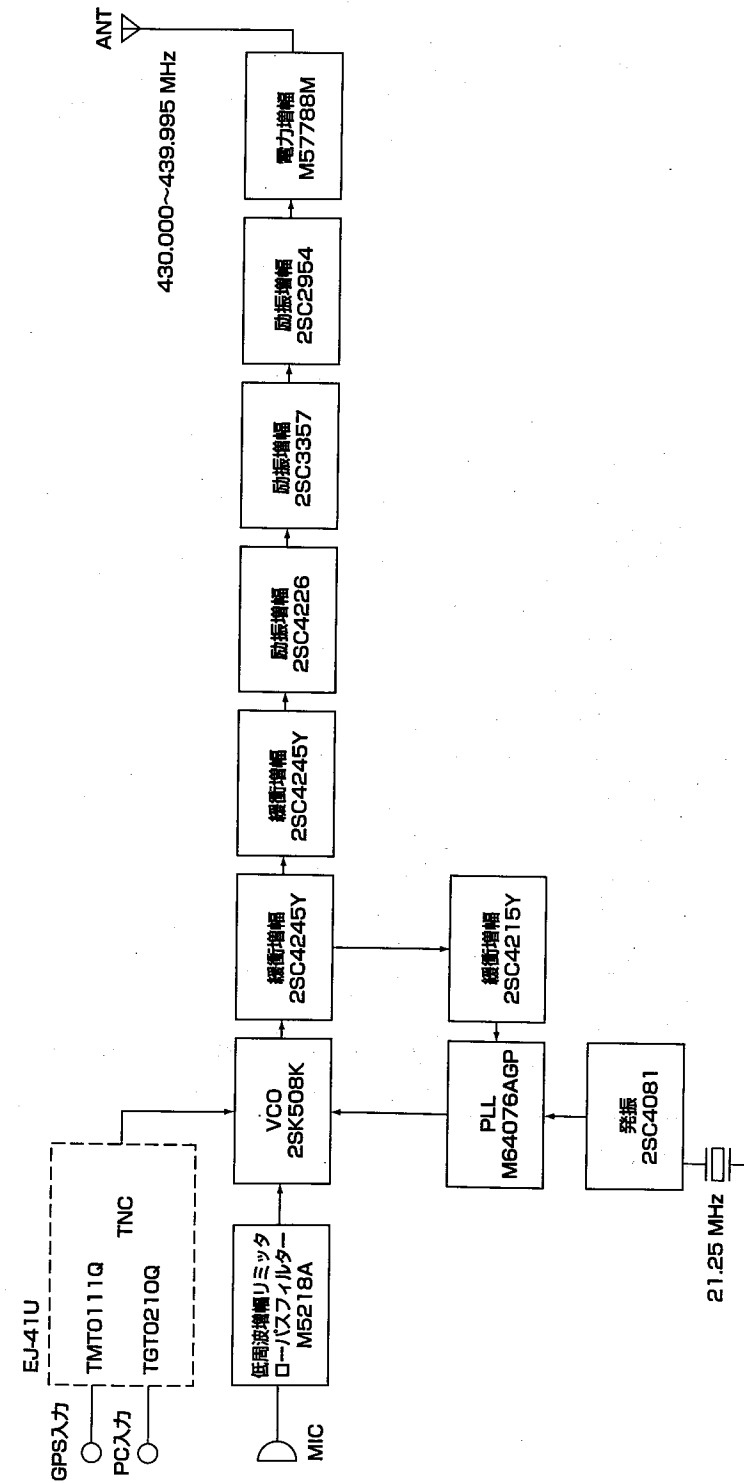 EJ-41U
GPS入力
TMT0111Q
PC入力
TGT0210Q
TNC
MIC
低周波増幅リミッタ
ローパスフィルター
M5218A
VCO
2SK508K
緩衝増幅
2SC4245Y
緩衝増幅
2SC4245Y
励振増幅
2SC4226
励振増幅
2SC3357
励振増幅
2SC2954
電力増幅
M57788M
ANT
430.000~439.995 MHz
PLL
M64076AGP
緩衝増幅
2SC4215Y
発振
2SC4081
21.25 MHz